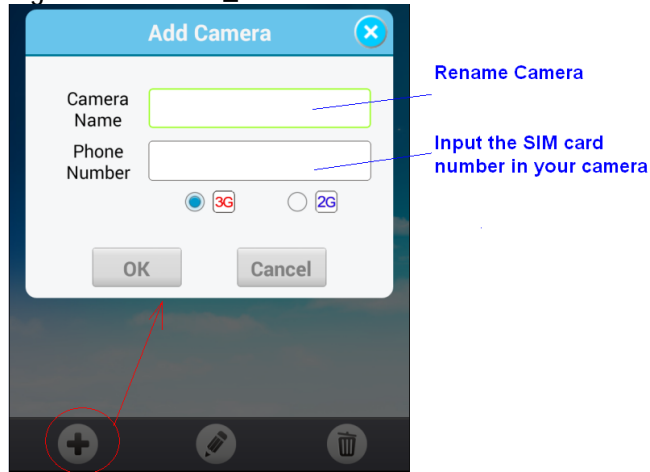 Add Camera
Rename Camera
Camera
Name
Input the SIM card
number in your camera
Phone
Number
3G
2G
OK
Cancel